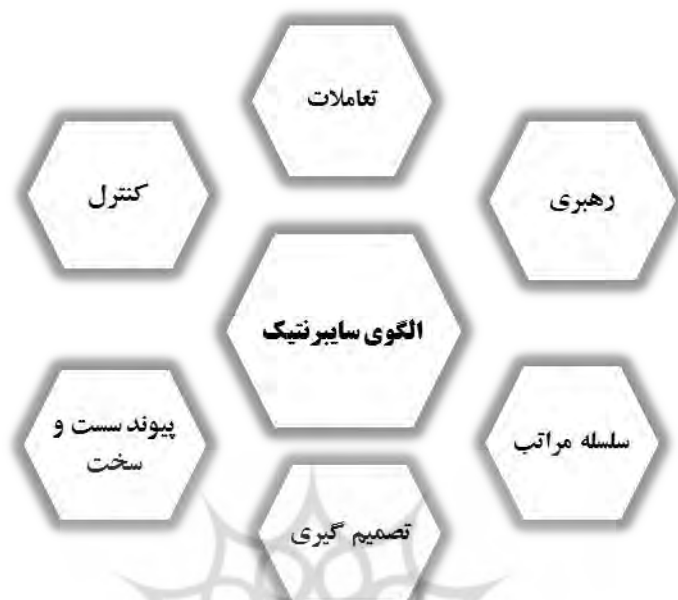 تعاملات
رهبری
کنترل
الگوی سایبرنتیک
سلسله مراتب
پیوند سست و
سخت
تصمیم گیری